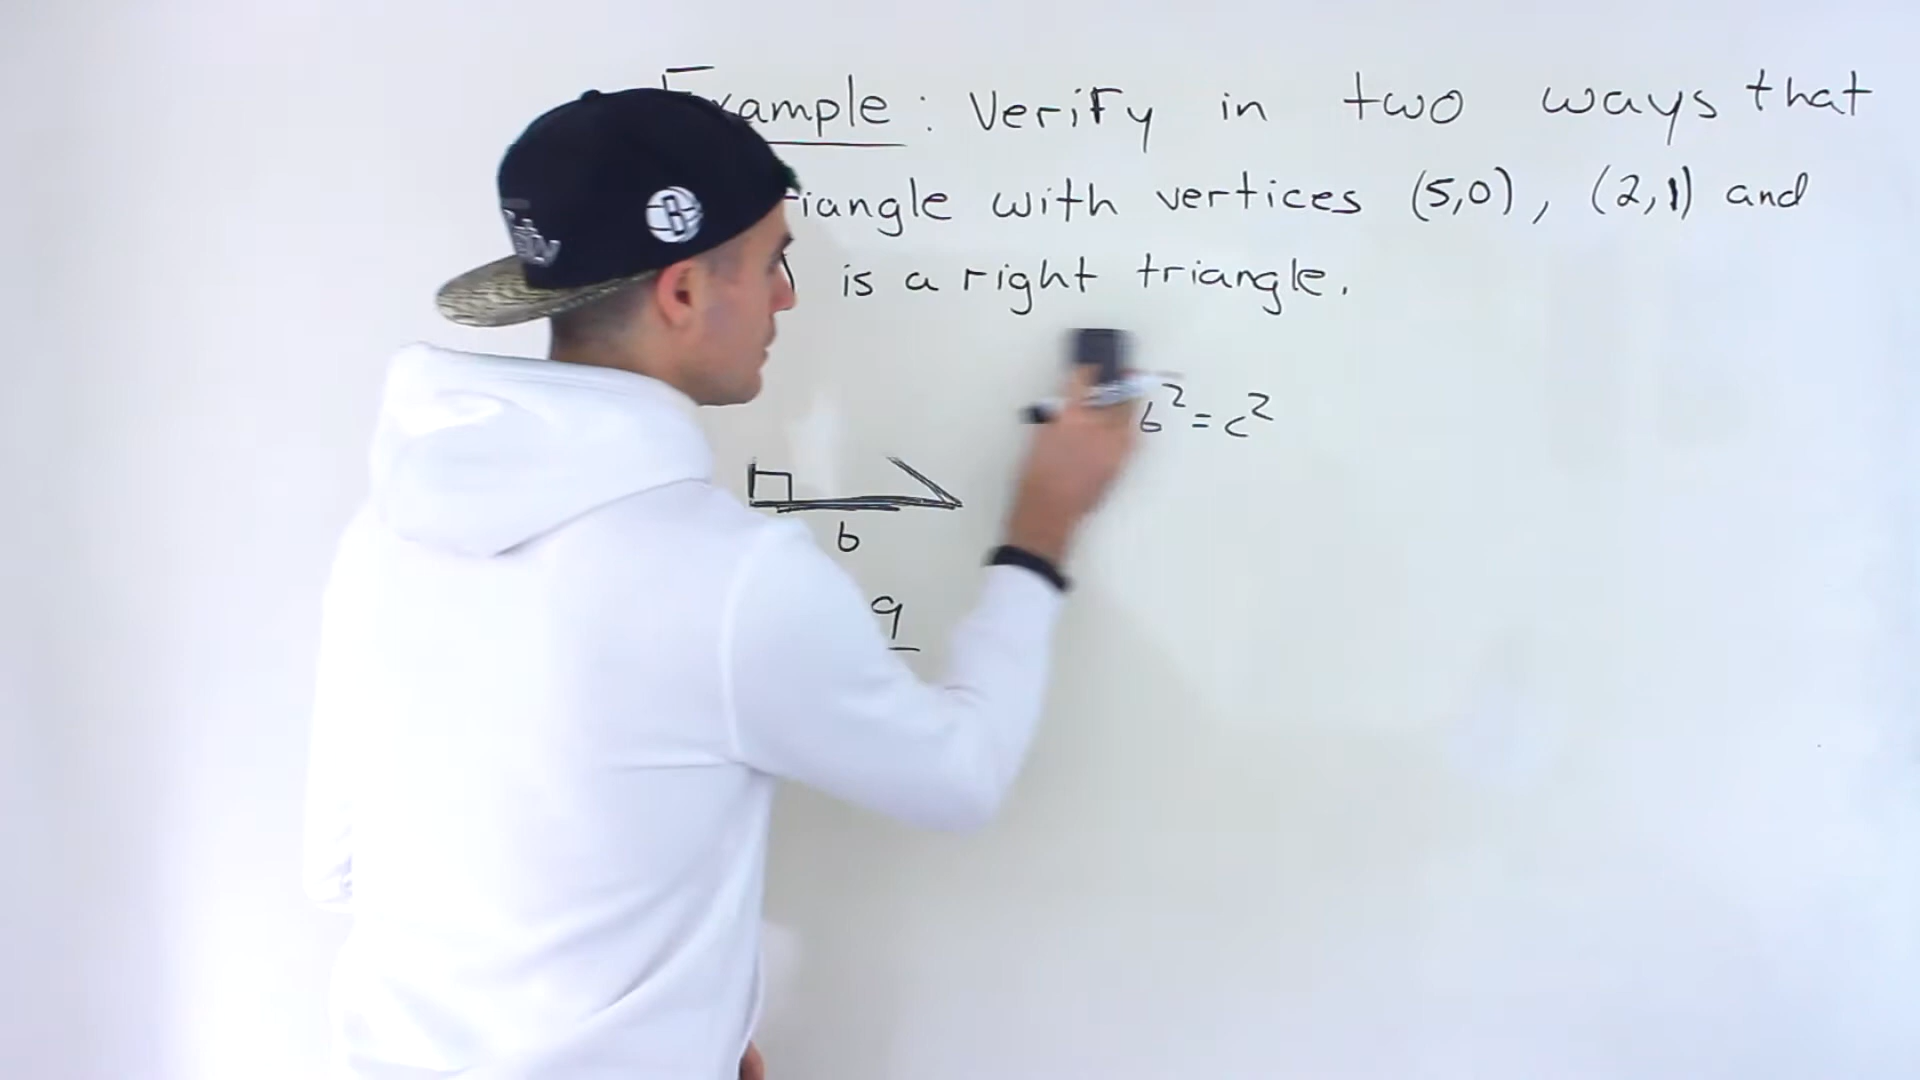 Example: Verify in two ways that
triangle with vertices (5,0), (2,1) and
) is a right triangle.
b² = c²
b
9
B